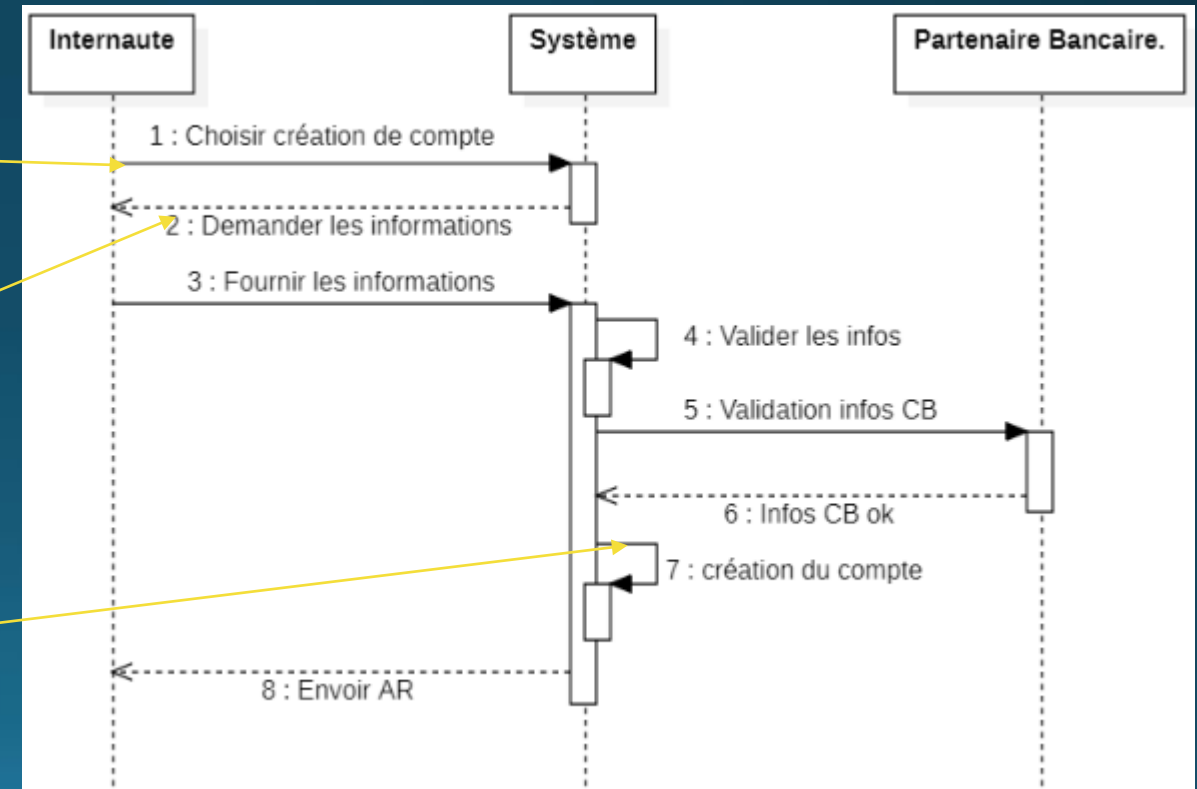 Internaute
Système
Partenaire Bancaire.
1 : Choisir création de compte
2 : Demander les informations
3 : Fournir les informations
4 : Valider les infos
5 : Validation infos CB
6 : Infos CB ok
7 : création du compte
8 : Envoir AR